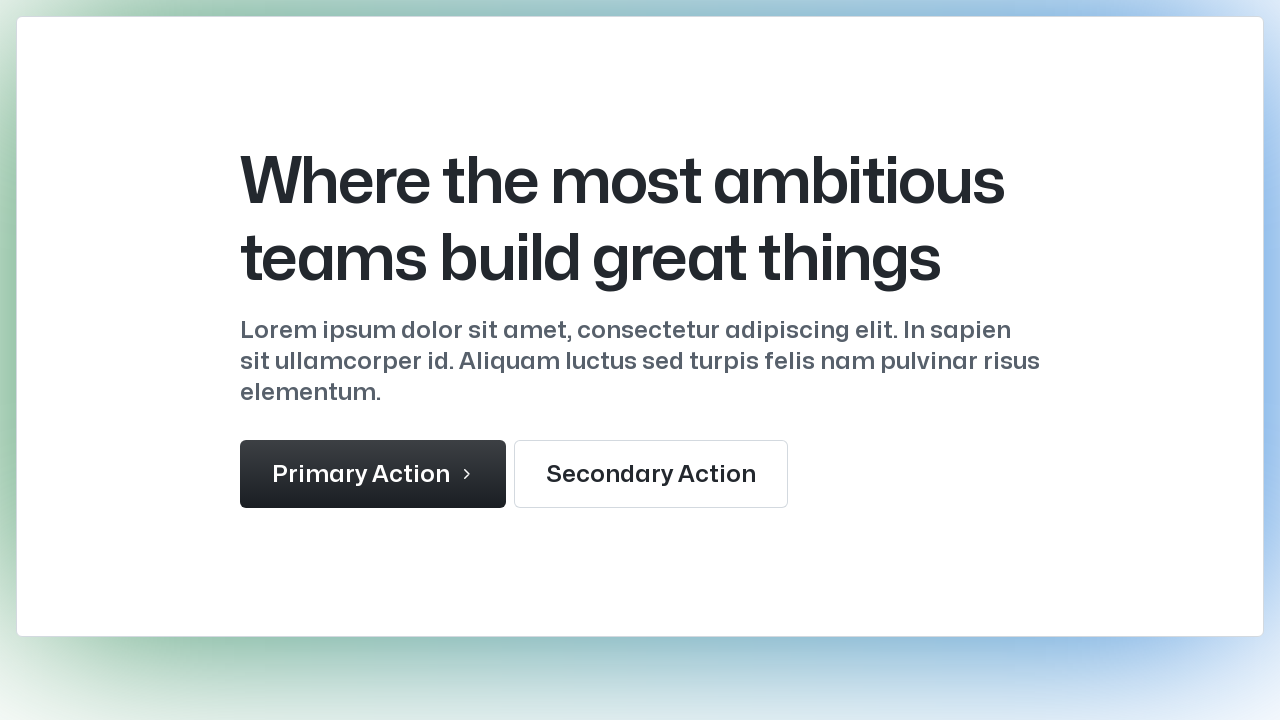 Where the most ambitious
teams build great things
Lorem ipsum dolor sit amet, consectetur adipiscing elit. In sapien
sit ullamcorper id. Aliquam luctus sed turpis felis nam pulvinar risus
elementum.
Primary Action
Secondary Action